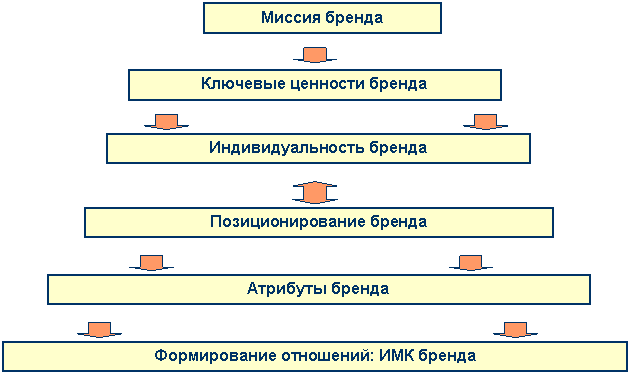 Миссия бренда
Ключевые ценности бренда
Индивидуальность бренда
Позиционирование бренда
Атрибуты бренда
Формирование отношений: ИМК бренда